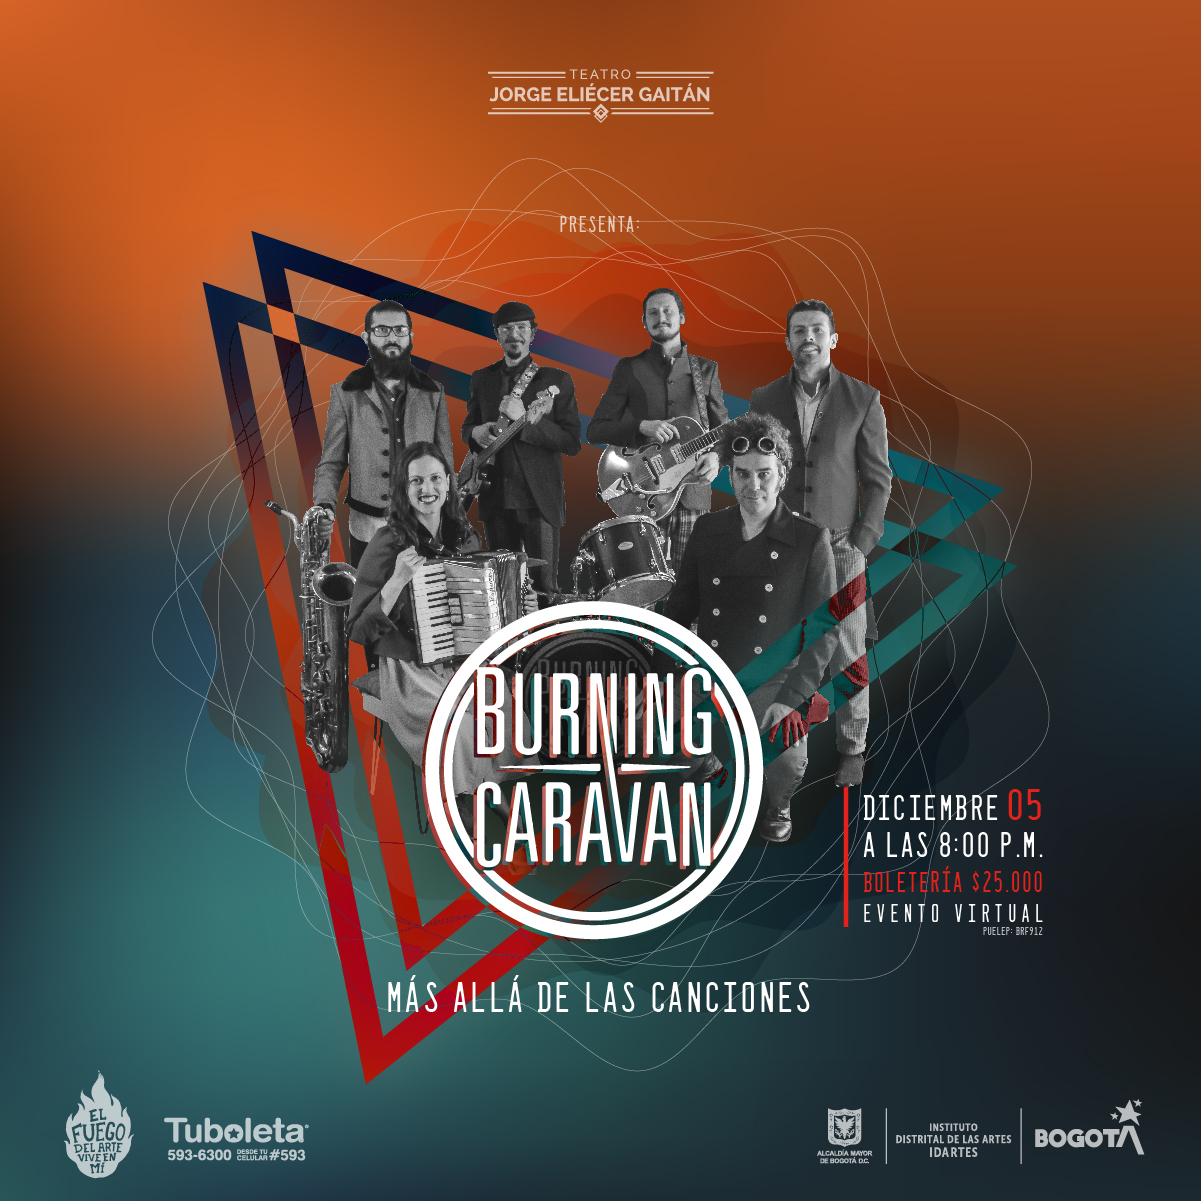 TEATRO
JORGE ELIÉCER GAITÁN
PRESENTA:
BURNING
BURNING
CARAVAN
DICIEMBRE 05
A LAS 8:00 P.M.
BOLETERÍA $25.000
EVENTO VIRTUAL
PUELEP: BRF912
MÁS ALLÁ DE LAS CANCIONES
EL
FUEGO
DEL ARTE
VIVE EN
MÍ
Tuboleta
593-6300 DESDE TU CELULAR #593
ALCALDÍA MAYOR
DE BOGOTÁ D.C.
INSTITUTO
DISTRITAL DE LAS ARTES
IDARTES
BOGOTÁ